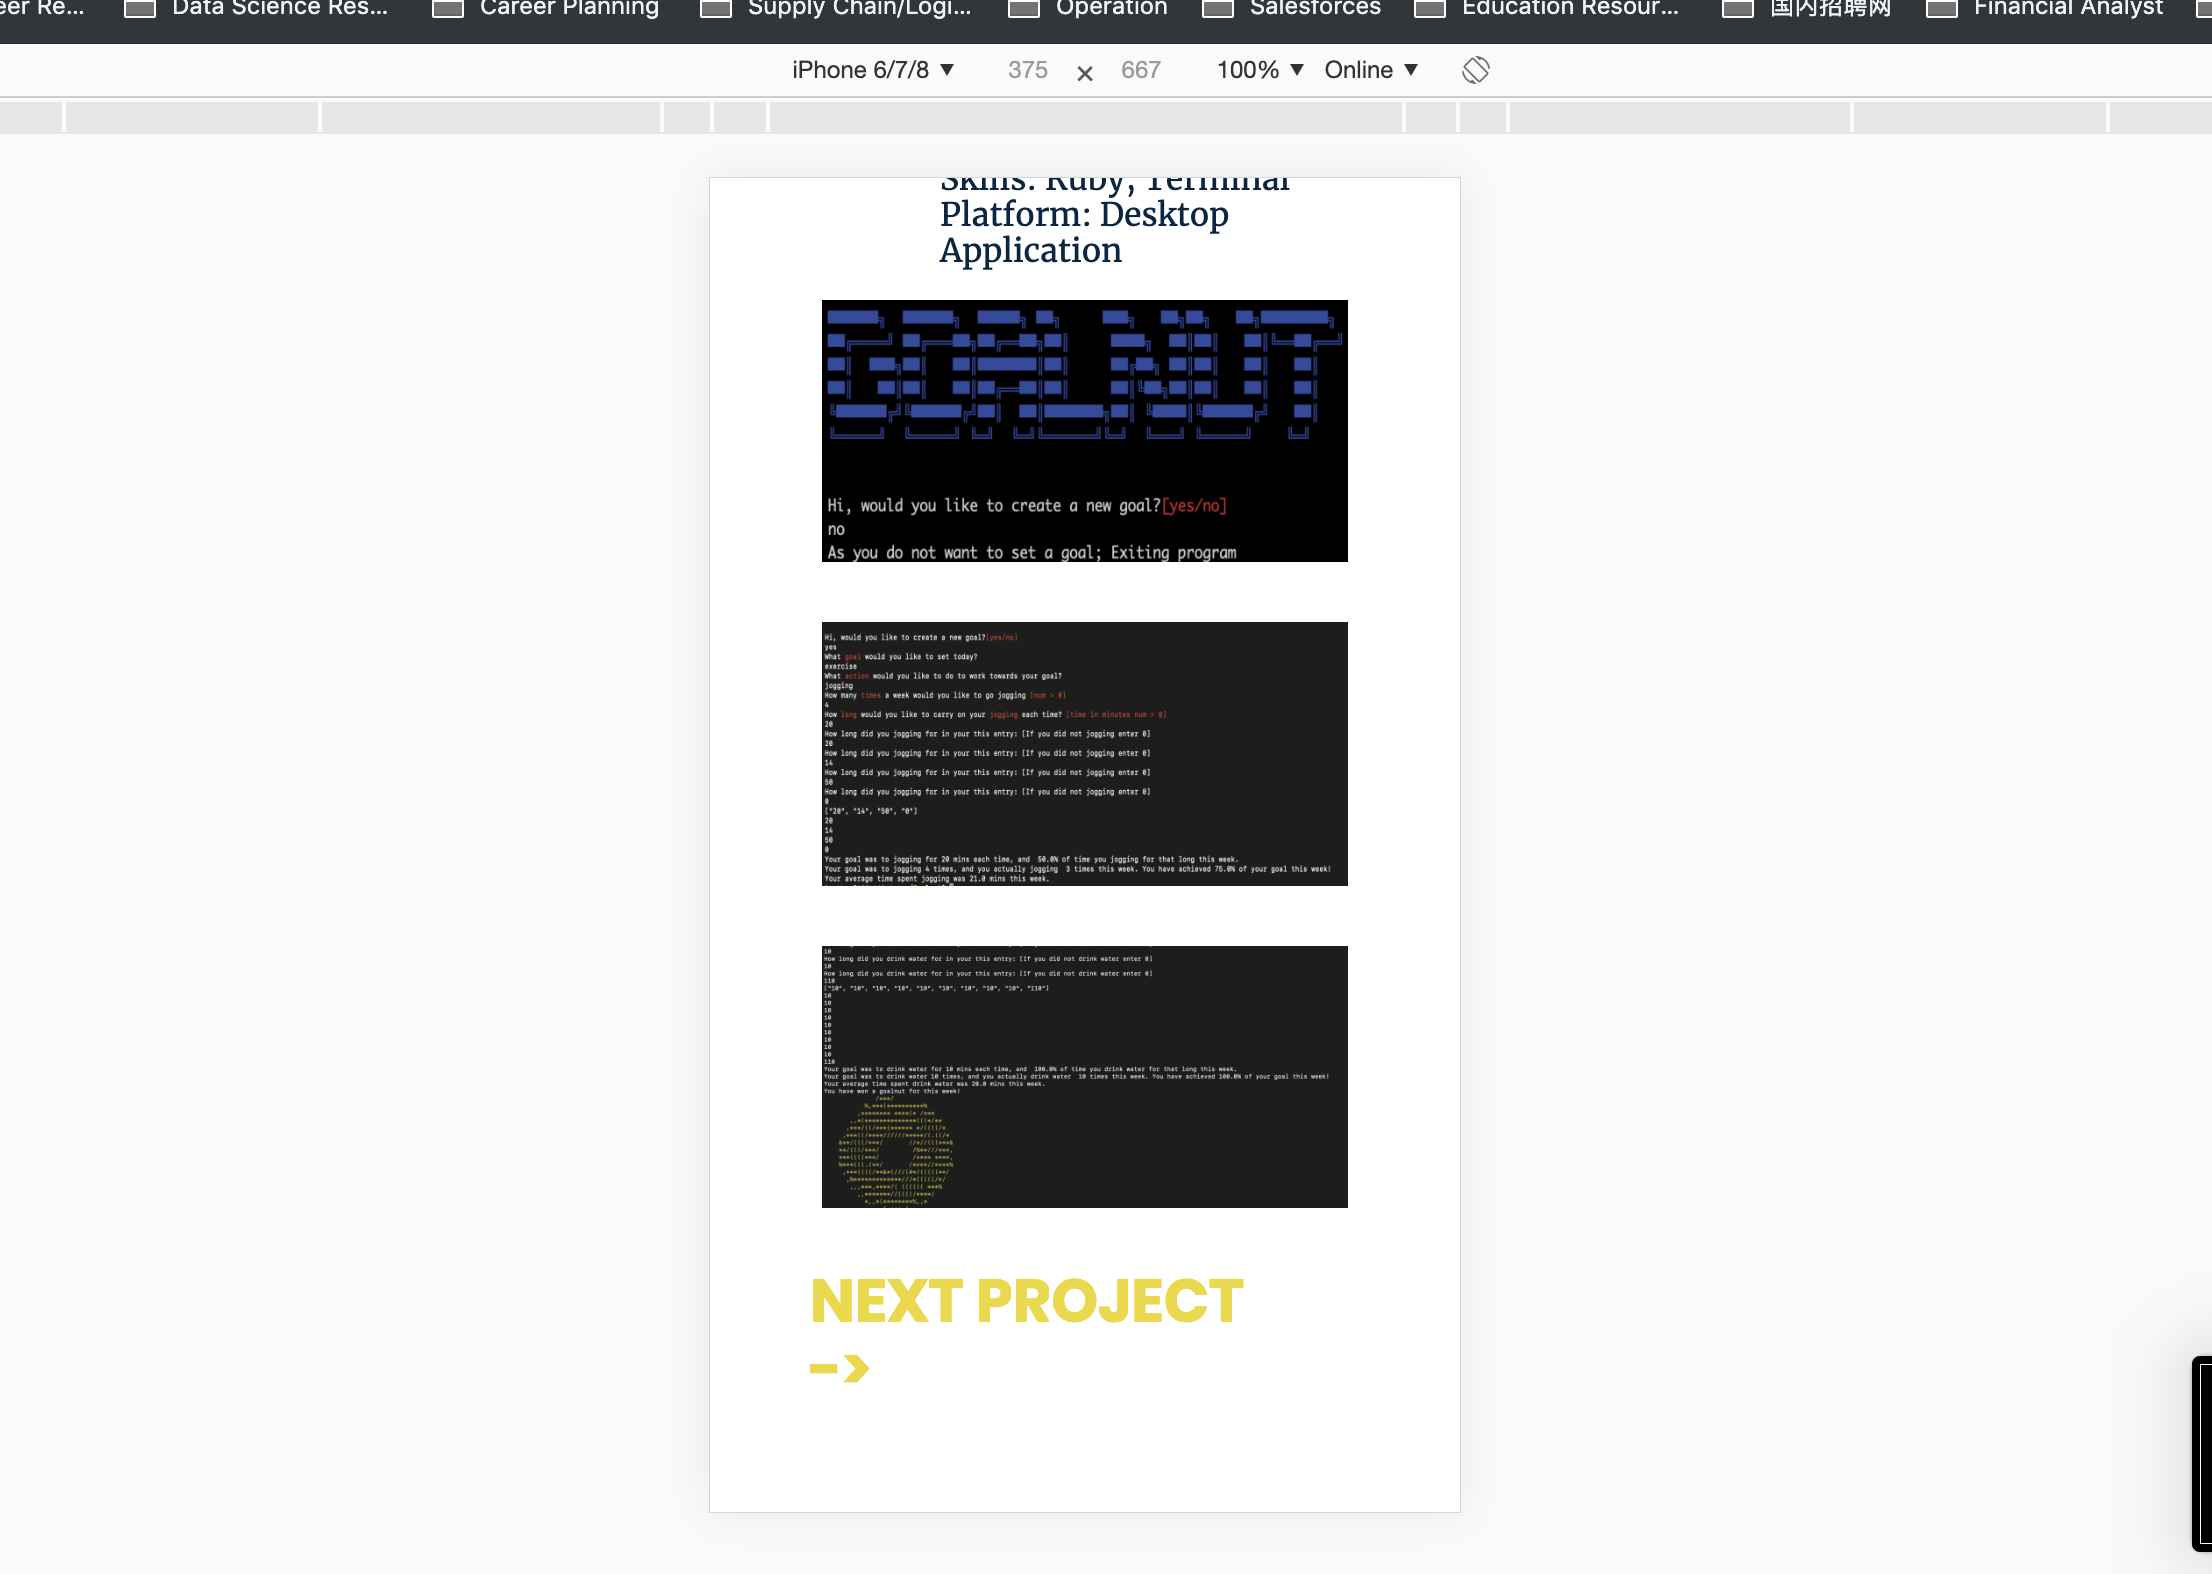 eer Re... Data Science Res... Career Planning Supply Chain/Logi... Operation Salesforces Education Resour... 国内招聘网 Financial Analyst
iPhone 6/7/8 ▼ 375 × 667 100% ▼ Online ▼
Skills: Ruby, Terminal
Platform: Desktop
Application
GOAL NUT
Hi, would you like to create a new goal?[yes/no]
no
As you do not want to set a goal; Exiting program
Hi, would you like to create a new goal?[yes/no]
yes
What goal would you like to set today?
exercise
What action would you like to do to work towards your goal?
jogging
How many times a week would you like to go jogging [num > 0]
4
How long would you like to carry on your jogging each time? [time in minutes num > 0]
20
How long did you jogging for in your this entry: [If you did not jogging enter 0]
20
How long did you jogging for in your this entry: [If you did not jogging enter 0]
14
How long did you jogging for in your this entry: [If you did not jogging enter 0]
50
How long did you jogging for in your this entry: [If you did not jogging enter 0]
0
["20", "14", "50", "0"]
20
14
50
0
Your goal was to jogging for 20 mins each time, and 50.0% of time you jogging for that long this week.
Your goal was to jogging 4 times, and you actually jogging 3 times this week. You have achieved 75.0% of your goal this week!
Your average time spent jogging was 21.0 mins this week.
10
How long did you drink water for in your this entry: [If you did not drink water enter 0]
10
How long did you drink water for in your this entry: [If you did not drink water enter 0]
110
["10", "10", "10", "10", "10", "10", "10", "10", "10", "110"]
10
10
10
10
10
10
10
10
10
110
Your goal was to drink water for 10 mins each time, and 100.0% of time you drink water for that long this week.
Your goal was to drink water 10 times, and you actually drink water 10 times this week. You have achieved 100.0% of your goal this week!
Your average time spent drink water was 20.0 mins this week.
You have won a goalnut for this week!
NEXT PROJECT
->